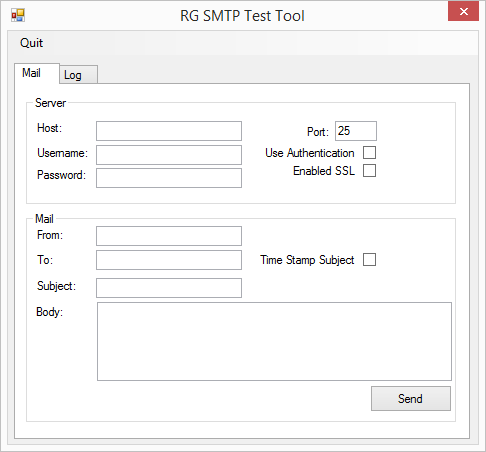 RG SMTP Test Tool
Quit
Mail Log
Server
Host: Port: 25
Username: Use Authentication
Password: Enabled SSL
Mail
From:
To: Time Stamp Subject
Subject:
Body:
Send